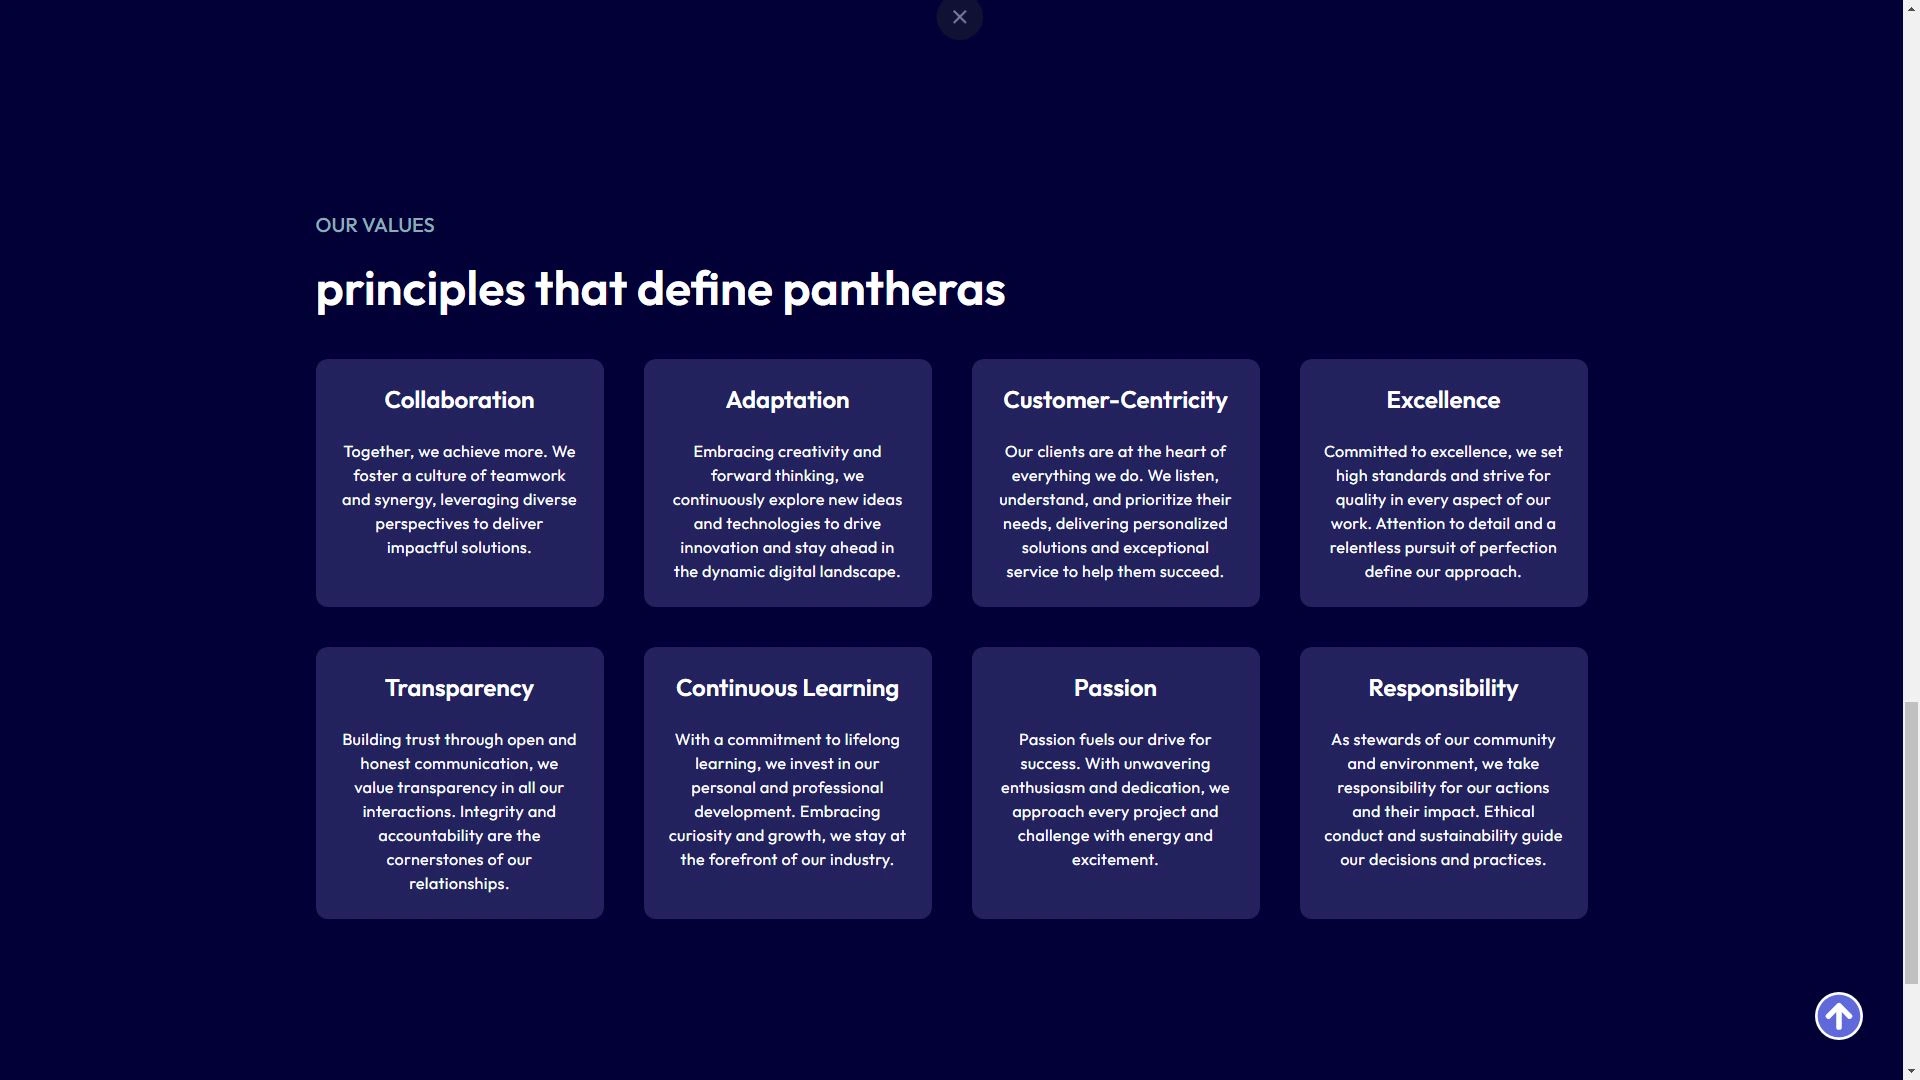 OUR VALUES
principles that define pantheras
Collaboration
Together, we achieve more. We
foster a culture of teamwork
and synergy, leveraging diverse
perspectives to deliver
impactful solutions.
Adaptation
Embracing creativity and
forward thinking, we
continuously explore new ideas
and technologies to drive
innovation and stay ahead in
the dynamic digital landscape.
Customer-Centricity
Our clients are at the heart of
everything we do. We listen,
understand, and prioritize their
needs, delivering personalized
solutions and exceptional
service to help them succeed.
Excellence
Committed to excellence, we set
high standards and strive for
quality in every aspect of our
work. Attention to detail and a
relentless pursuit of perfection
define our approach.
Transparency
Building trust through open and
honest communication, we
value transparency in all our
interactions. Integrity and
accountability are the
cornerstones of our
relationships.
Continuous Learning
With a commitment to lifelong
learning, we invest in our
personal and professional
development. Embracing
curiosity and growth, we stay at
the forefront of our industry.
Passion
Passion fuels our drive for
success. With unwavering
enthusiasm and dedication, we
approach every project and
challenge with energy and
excitement.
Responsibility
As stewards of our community
and environment, we take
responsibility for our actions
and their impact. Ethical
conduct and sustainability guide
our decisions and practices.